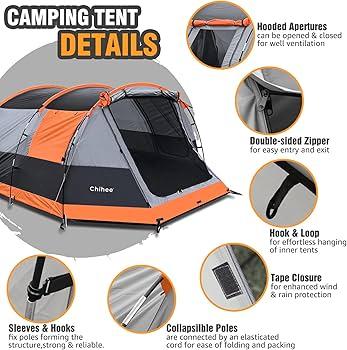 CAMPING TENT
DETAILS
Hooded Apertures
can be opened & closed
for well ventilation
Double-sided Zipper
for easy entry and exit
Chihee
Hook & Loop
for effortless hanging
of inner tents
Tape Closure
for enhanced wind
& rain protection
Sleeves & Hooks
fix poles forming the
structure,strong & reliable.
Collapsilble Poles
are connected by an elasticated
cord for ease of folding and packing